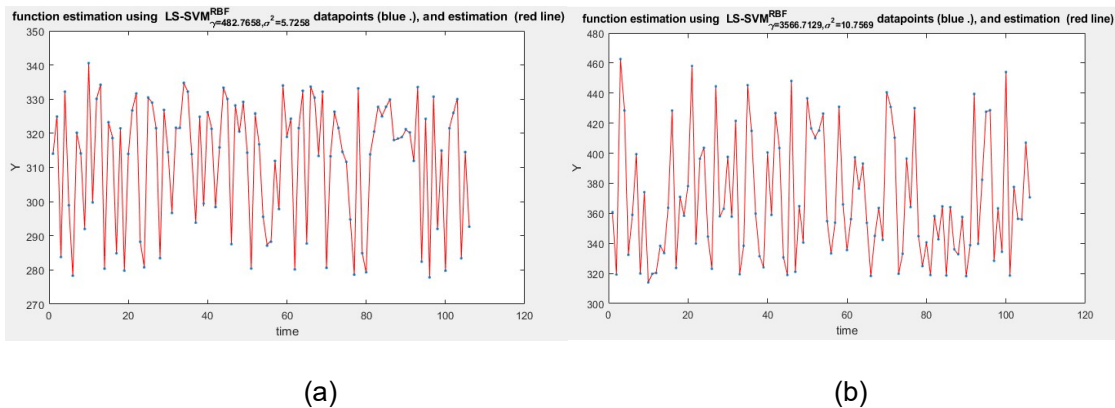 function estimation using LS-SVM^{RBF}_{γ=482.7658,σ²=5.7258} datapoints (blue .), and estimation (red line)
350
340
330
320
310
300
290
280
270
Y
0 20 40 60 80 100 120
time
(a)
function estimation using LS-SVM^{RBF}_{γ=3566.7129,σ²=10.7569} datapoints (blue .), and estimation (red line)
480
460
440
420
400
380
360
340
320
300
Y
0 20 40 60 80 100 120
time
(b)